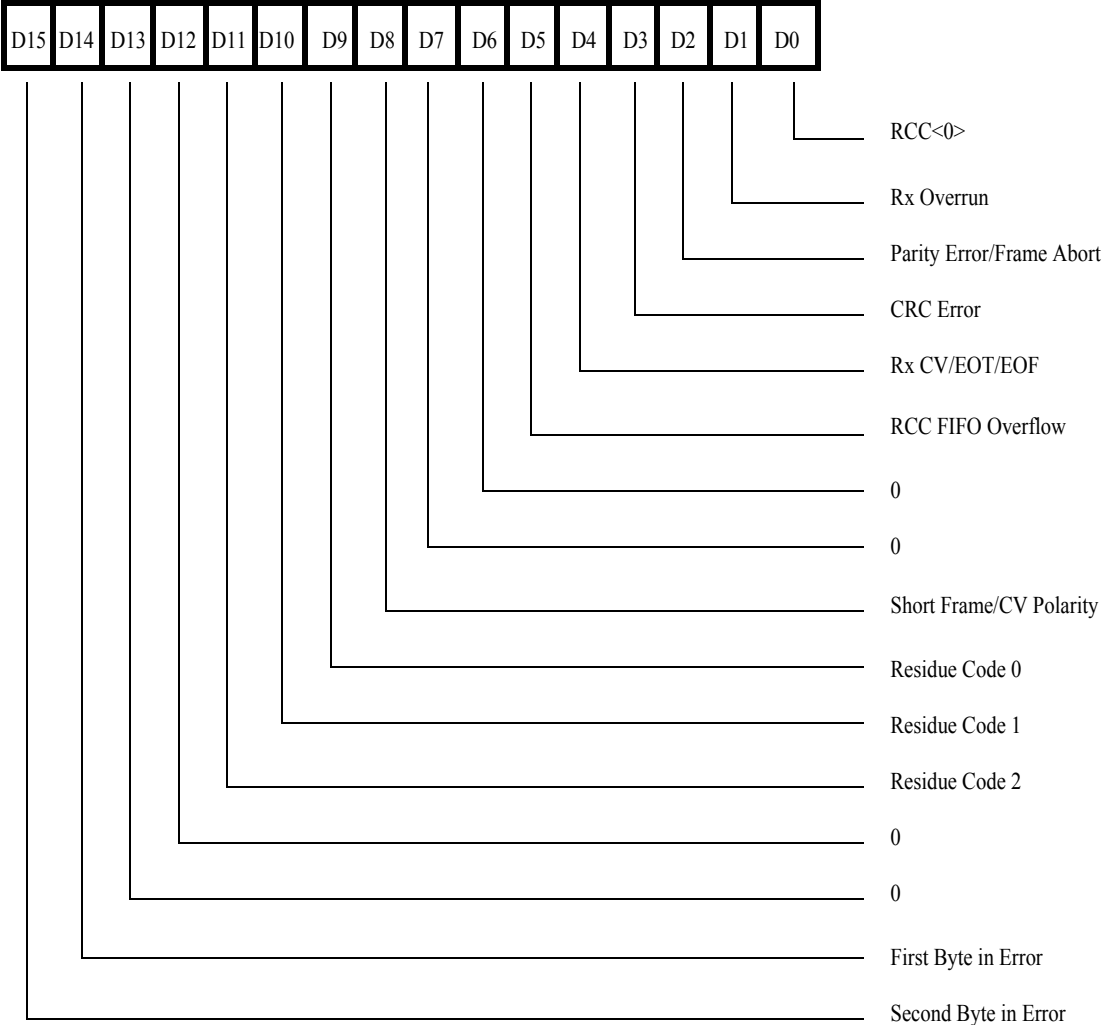 D15 D14 D13 D12 D11 D10 D9 D8 D7 D6 D5 D4 D3 D2 D1 D0
RCC<0>
Rx Overrun
Parity Error/Frame Abort
CRC Error
Rx CV/EOT/EOF
RCC FIFO Overflow
0
0
Short Frame/CV Polarity
Residue Code 0
Residue Code 1
Residue Code 2
0
0
First Byte in Error
Second Byte in Error